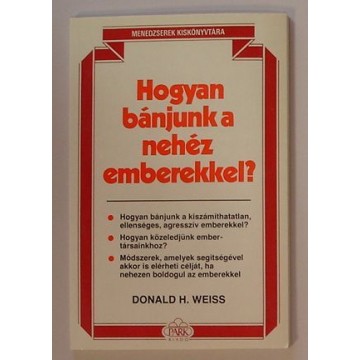 MENEDZSEREK KISKÖNYVTÁRA
Hogyan
bánjunk a
nehéz
emberekkel?
Hogyan bánjunk a kiszámíthatatlan,
ellenséges, agresszív emberekkel?
Hogyan közeledjünk ember-
társainkhoz?
Módszerek, amelyek segítségével
akkor is elérheti célját, ha
nehezen boldogul az emberekkel
DONALD H. WEISS
PARK
KIADÓ